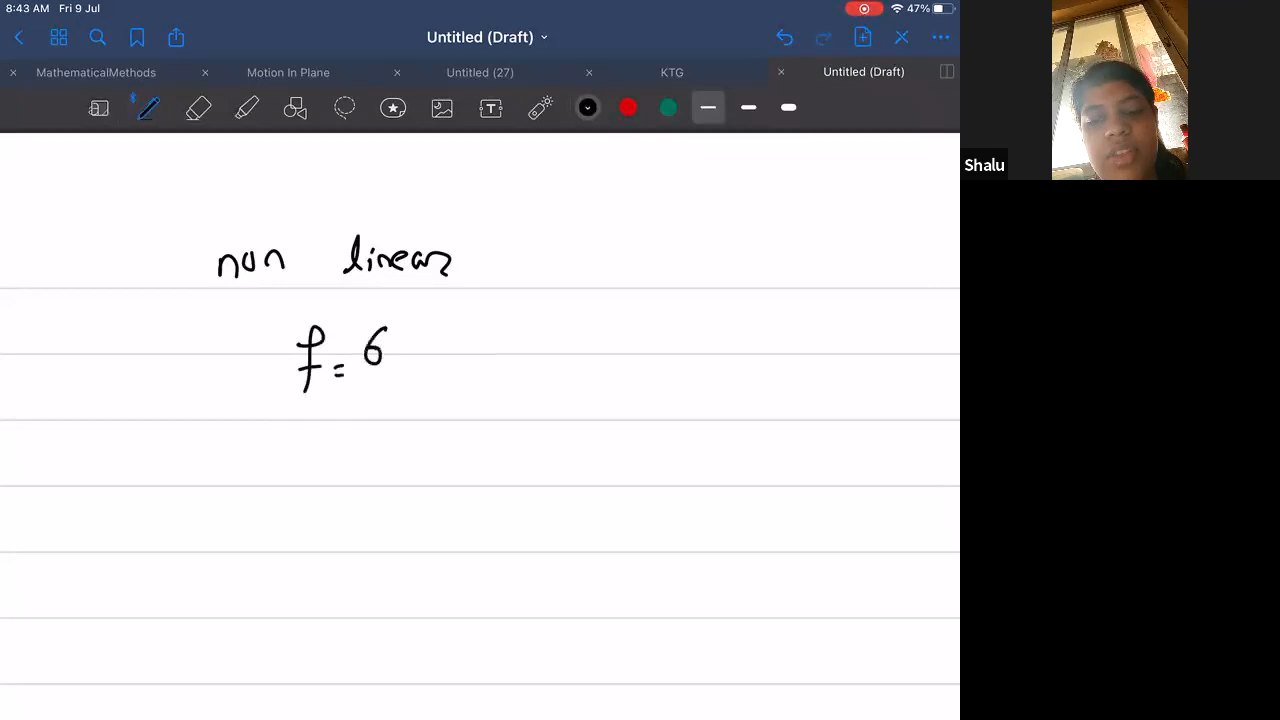 8:43 AM Fri 9 Jul
47%
Untitled (Draft)
MathematicalMethods
Motion In Plane
Untitled (27)
KTG
Untitled (Draft)
T
Shalu
non linear
f = 6